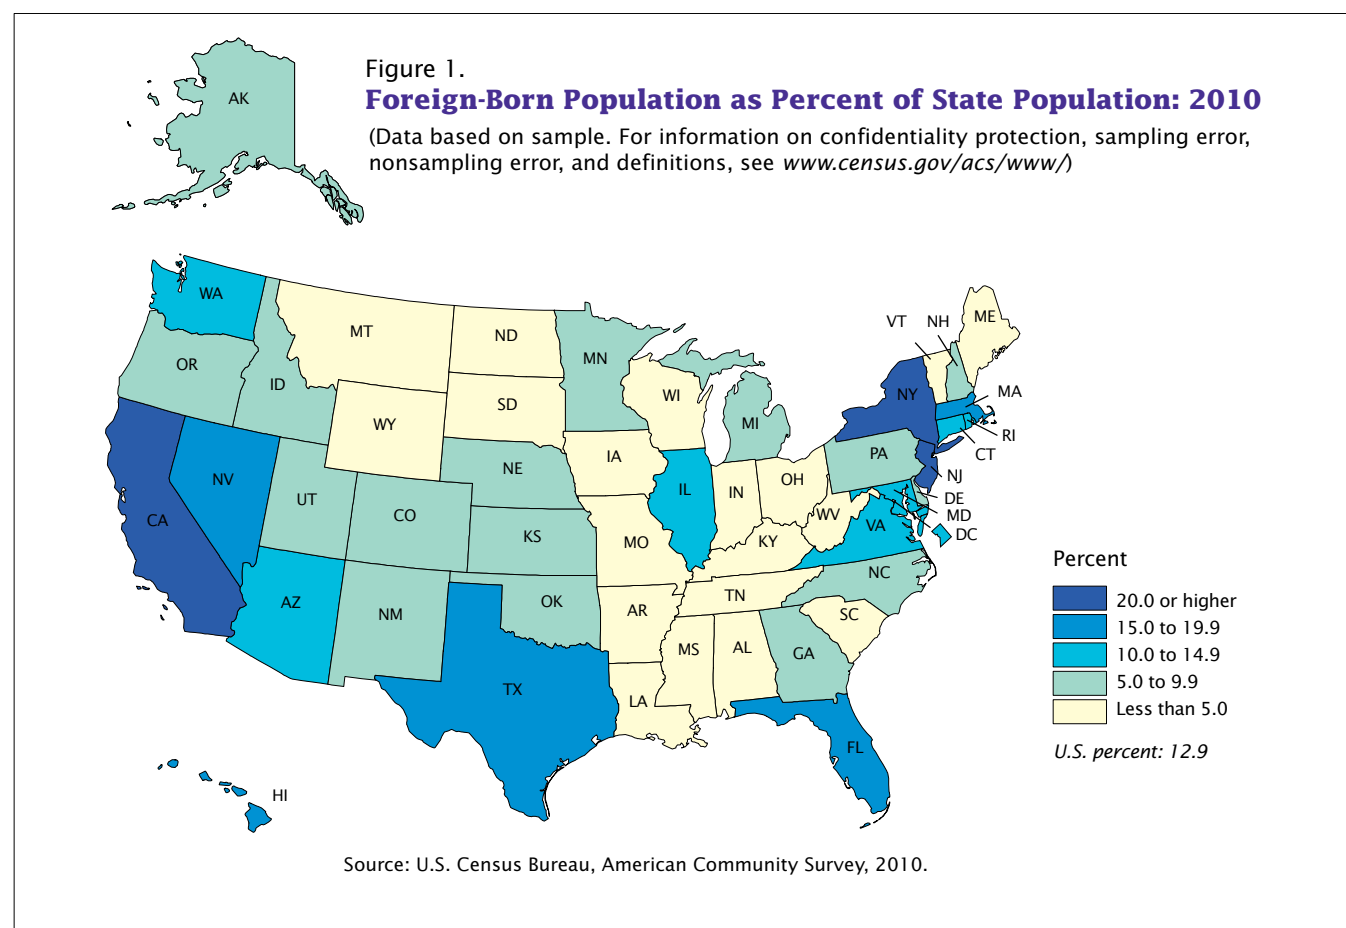 Figure 1.
Foreign-Born Population as Percent of State Population: 2010
(Data based on sample. For information on confidentiality protection, sampling error,
nonsampling error, and definitions, see www.census.gov/acs/www/)
AK
WA
MT
ND
MN
VT
NH
ME
OR
ID
SD
WI
NY
MA
WY
MI
RI
CT
NV
UT
CO
NE
IA
IL
IN
OH
PA
NJ
DE
MD
DC
CA
KS
MO
KY
WV
VA
AZ
NM
OK
AR
TN
NC
SC
MS
AL
GA
TX
LA
FL
HI
Percent
20.0 or higher
15.0 to 19.9
10.0 to 14.9
5.0 to 9.9
Less than 5.0
U.S. percent: 12.9
Source: U.S. Census Bureau, American Community Survey, 2010.